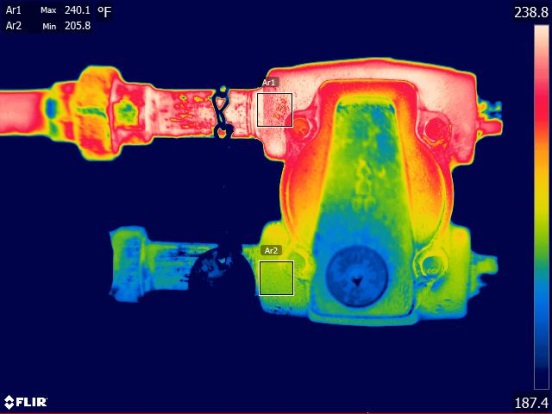 Ar1 Max 240.1 °F
Ar2 Min 205.8
238.8
Ar1
Ar2
FLIR
187.4